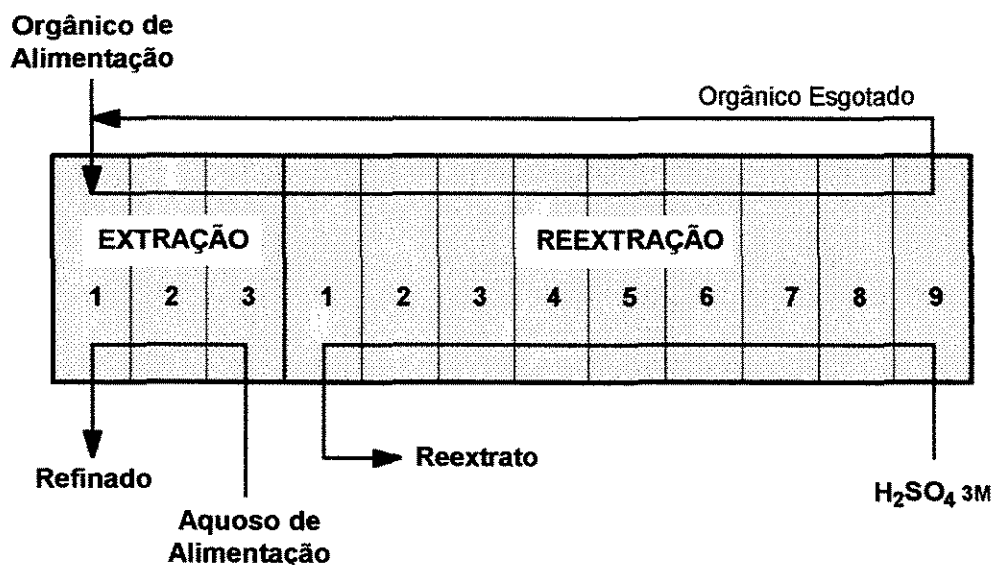 Orgânico de
Alimentação
Orgânico Esgotado
EXTRAÇÃO
REEXTRAÇÃO
1 2 3 1 2 3 4 5 6 7 8 9
Refinado
Reextrato
H₂SO₄ 3M
Aquoso de
Alimentação